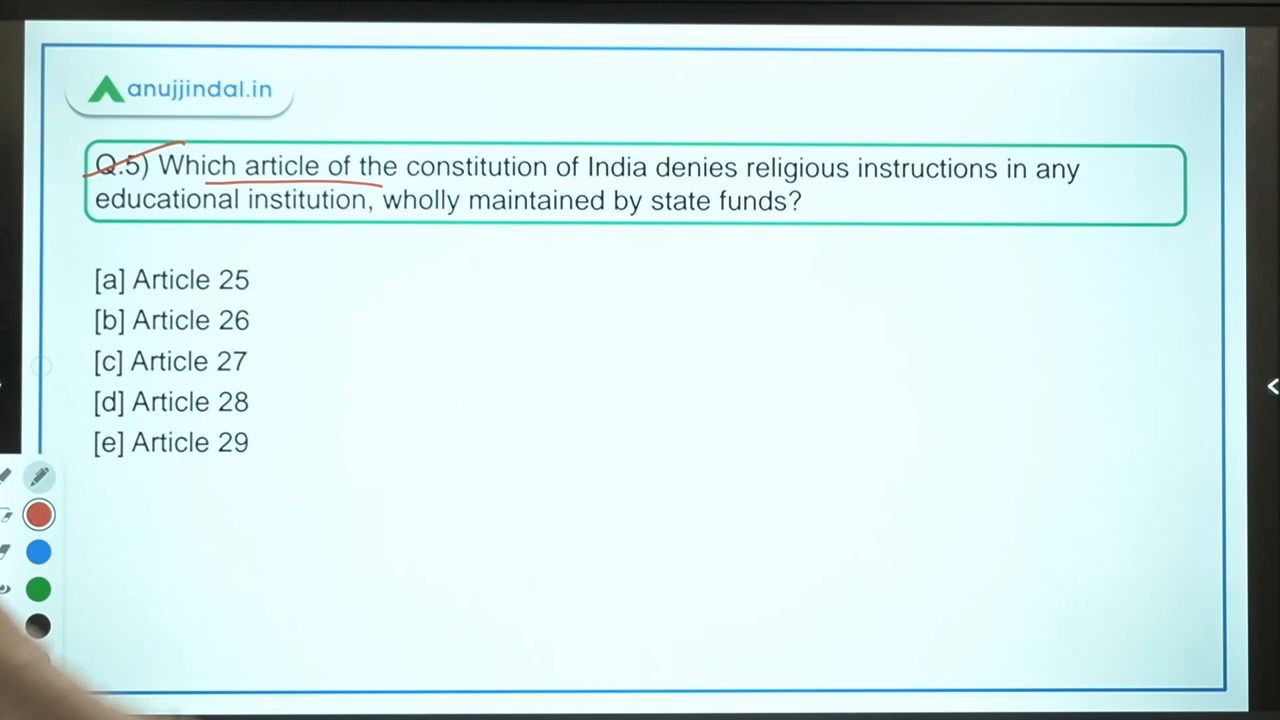 anujjindal.in
Q.5) Which article of the constitution of India denies religious instructions in any
educational institution, wholly maintained by state funds?
[a] Article 25
[b] Article 26
[c] Article 27
[d] Article 28
[e] Article 29